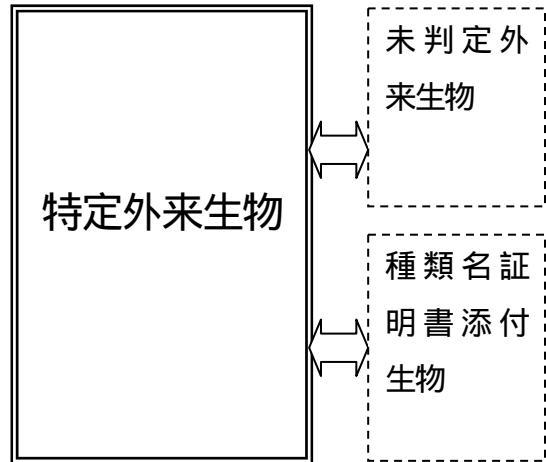 特定外来生物
未判定外
来生物
種類名証
明書添付
生物